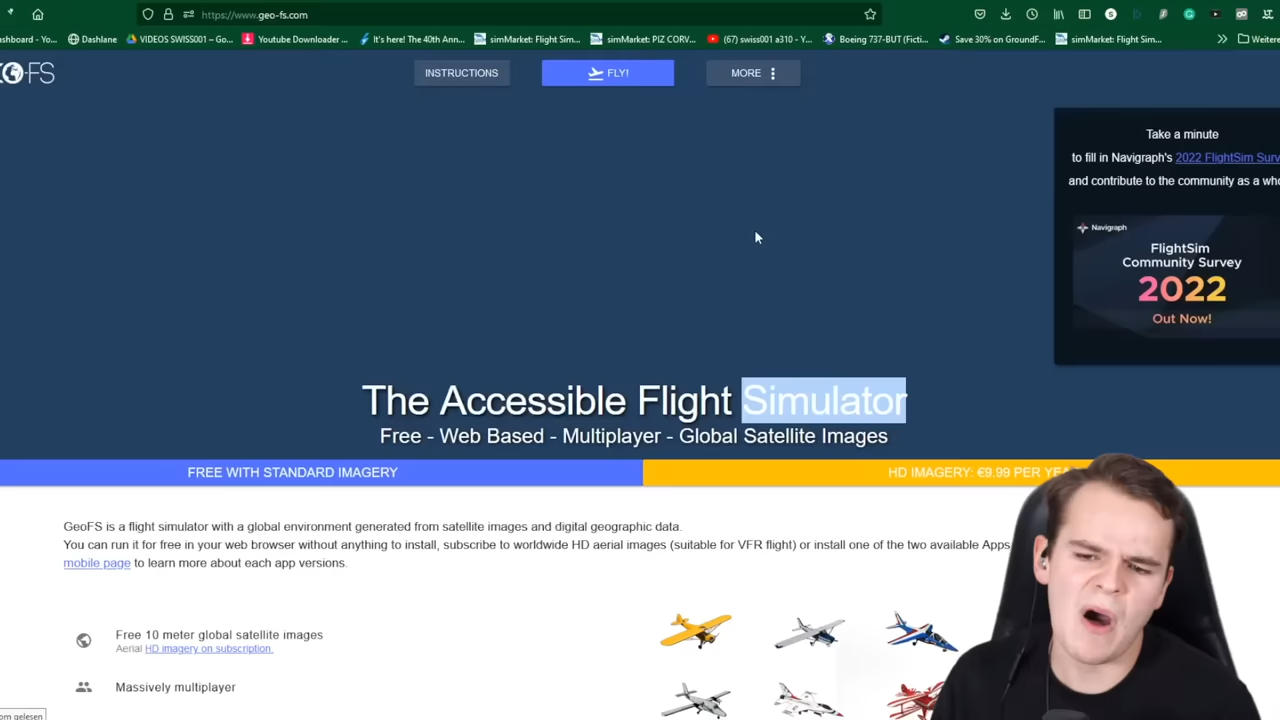 https://www.geo-fs.com
Dashlane
VIDEOS SWISS001 – Go...
Youtube Downloader ...
It's here! The 40th Ann...
simMarket: Flight Sim...
simMarket: PIZ CORV...
(67) swiss001 a310 - Y...
Boeing 737-BUT (Ficti...
Save 30% on GroundF...
simMarket: Flight Sim...
Weitere
FS
INSTRUCTIONS
FLY!
MORE
Take a minute
to fill in Navigraph's 2022 FlightSim Surv
and contribute to the community as a who
Navigraph
FlightSim
Community Survey
2022
Out Now!
The Accessible Flight Simulator
Free - Web Based - Multiplayer - Global Satellite Images
FREE WITH STANDARD IMAGERY
HD IMAGERY: €9.99 PER YEA
GeoFS is a flight simulator with a global environment generated from satellite images and digital geographic data.
You can run it for free in your web browser without anything to install, subscribe to worldwide HD aerial images (suitable for VFR flight) or install one of the two available Apps
mobile page to learn more about each app versions.
Free 10 meter global satellite images
Aerial HD imagery on subscription.
Massively multiplayer
om gelesen